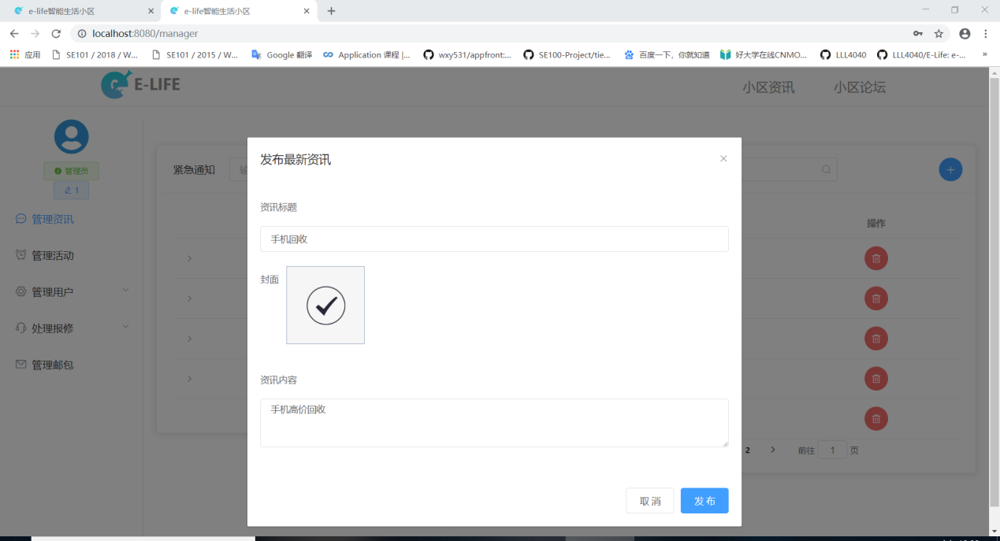 e-life智能生活小区
e-life智能生活小区
localhost:8080/manager
应用 SE101 / 2018 / W... SE101 / 2015 / W... Google 翻译 Application 课程 |... wxy531/appfront:... SE100-Project/tie... 百度一下，你就知道 好大学在线CNMO... LLL4040 LLL4040/E-Life: e-... »
E-LIFE 小区资讯 小区论坛
管理员
1
管理资讯
管理活动
管理用户
处理报修
管理邮包
紧急通知 输
操作
发布最新资讯
资讯标题
手机回收
封面
资讯内容
手机高价回收
取 消 发 布
2 前往 1 页